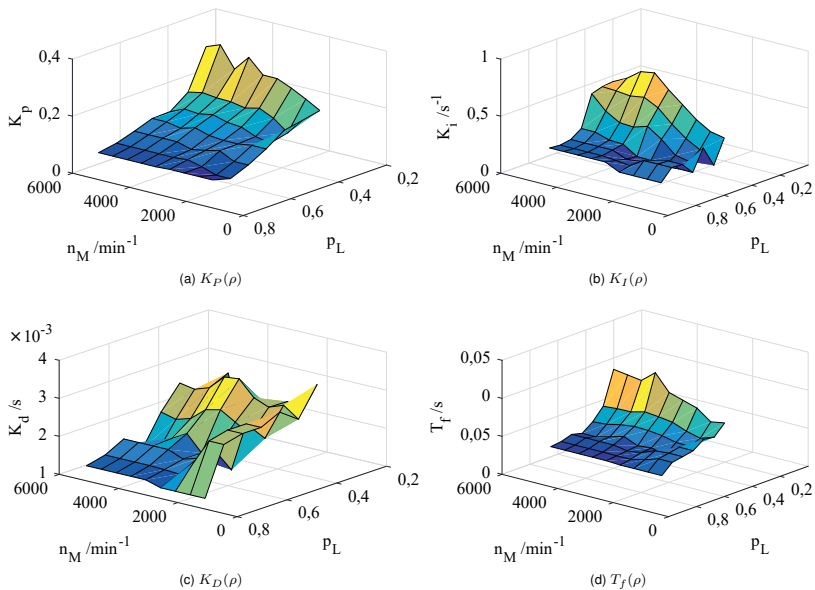 0,4
0,2
0
K_p
6000
4000
2000
0
n_M /min^-1
0,8
0,6
0,4
0,2
p_L
(a) K_P(ρ)
1
0,5
0
K_i /s^-1
6000
4000
2000
0
n_M /min^-1
0,8
0,6
0,4
0,2
p_L
(b) K_I(ρ)
×10^-3
4
3
2
1
K_d /s
6000
4000
2000
0
n_M /min^-1
0,8
0,6
0,4
0,2
p_L
(c) K_D(ρ)
0,05
0
0,05
0
T_f /s
6000
4000
2000
0
n_M /min^-1
0,8
0,6
0,4
0,2
p_L
(d) T_f(ρ)